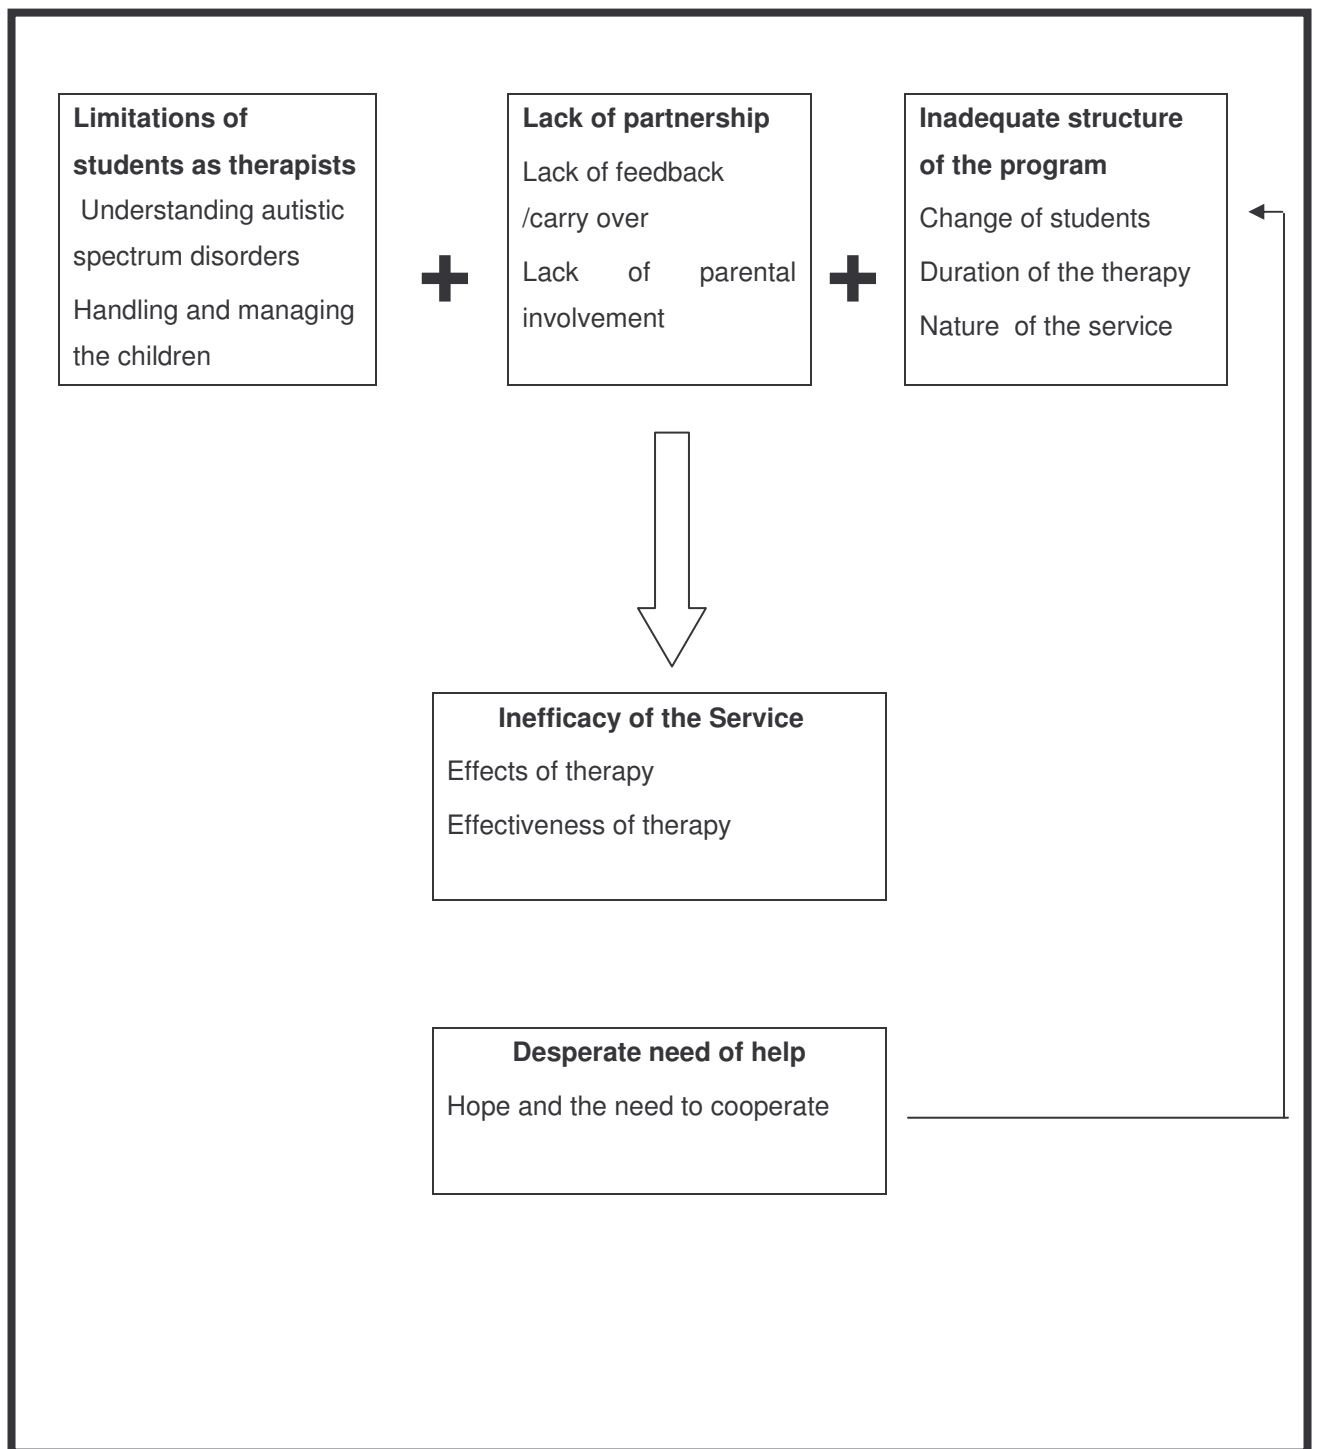 Limitations of
students as therapists
Understanding autistic
spectrum disorders
Handling and managing
the children
+
Lack of partnership
Lack of feedback
/carry over
Lack of parental
involvement
+
Inadequate structure
of the program
Change of students
Duration of the therapy
Nature of the service
Inefficacy of the Service
Effects of therapy
Effectiveness of therapy
Desperate need of help
Hope and the need to cooperate